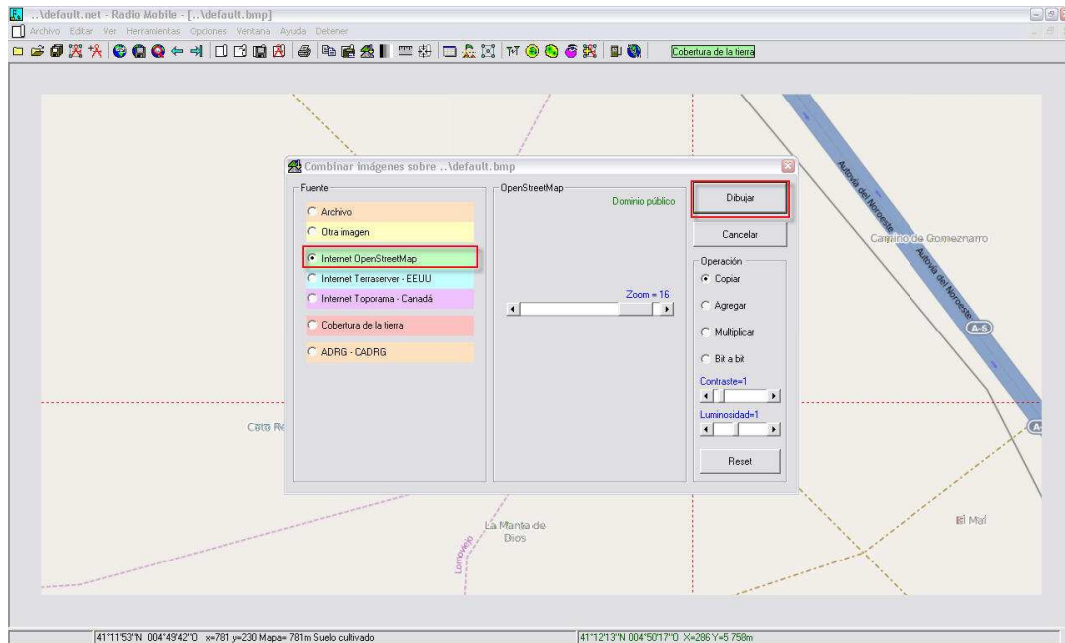 ..\default.net - Radio Mobile - [..\default.bmp]
Archivo Editar Ver Herramientas Opciones Ventana Ayuda Detener
Cobertura de la tierra
Combinar imágenes sobre ..\default.bmp
Fuente
Archivo
Otra imagen
Internet OpenStreetMap
Internet Terraserver - EEUU
Internet Toporama - Canadá
Cobertura de la tierra
ADRG - CADRG
OpenStreetMap
Dominio público
Zoom = 16
Dibujar
Cancelar
Operación
Copiar
Agregar
Multiplicar
Bit a bit
Contraste=1
Luminosidad=1
Reset
Autovía del Noroeste
Camino de Gomeznarro
Autovía del Noroeste
A-6
Coto
La Manta de
Dios
Lomoviejo
El Mal
41°11'53"N 004°49'42"O x=781 y=230 Mapa= 781m Suelo cultivado
41°12'13"N 004°50'17"O X=286 Y=5 758m